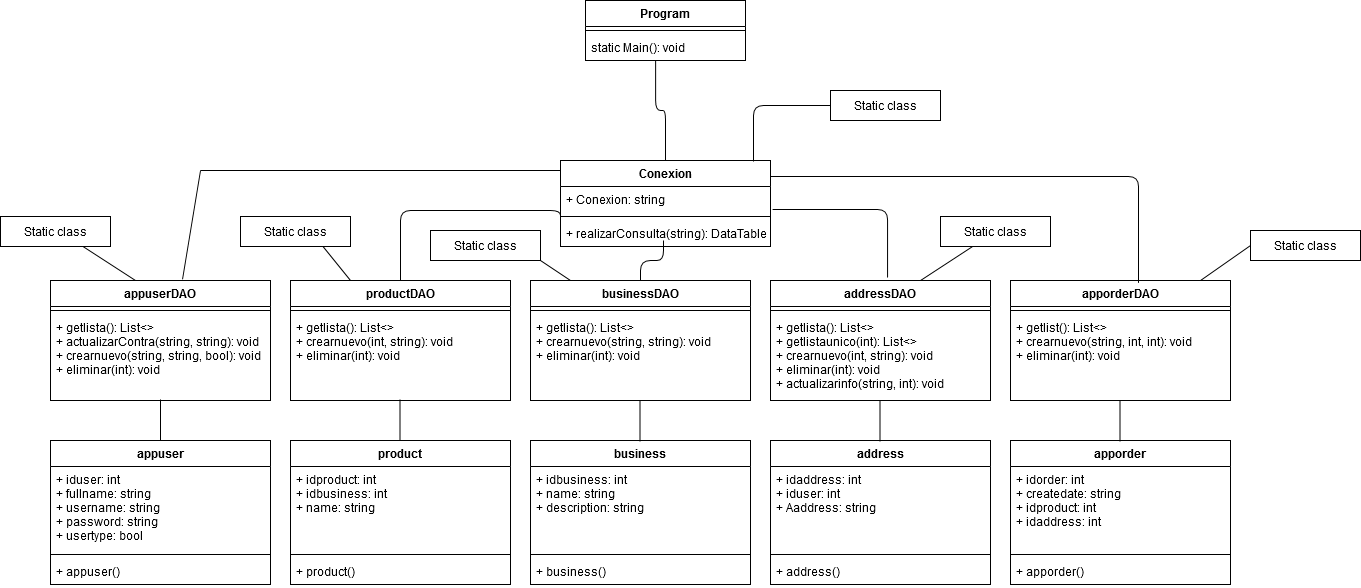 Program
static Main(): void
Static class
Conexion
+ Conexion: string
+ realizarConsulta(string): DataTable
Static class
Static class
Static class
Static class
Static class
appuserDAO
+ getlista(): List<>
+ actualizarContra(string, string): void
+ crearnuevo(string, string, bool): void
+ eliminar(int): void
productDAO
+ getlista(): List<>
+ crearnuevo(int, string): void
+ eliminar(int): void
businessDAO
+ getlista(): List<>
+ crearnuevo(string, string): void
+ eliminar(int): void
addressDAO
+ getlista(): List<>
+ getlistaunico(int): List<>
+ crearnuevo(int, string): void
+ eliminar(int): void
+ actualizarinfo(string, int): void
apporderDAO
+ getlist(): List<>
+ crearnuevo(string, int, int): void
+ eliminar(int): void
appuser
+ iduser: int
+ fullname: string
+ username: string
+ password: string
+ usertype: bool
+ appuser()
product
+ idproduct: int
+ idbusiness: int
+ name: string
+ product()
business
+ idbusiness: int
+ name: string
+ description: string
+ business()
address
+ idaddress: int
+ iduser: int
+ Aaddress: string
+ address()
apporder
+ idorder: int
+ createdate: string
+ idproduct: int
+ idaddress: int
+ apporder()